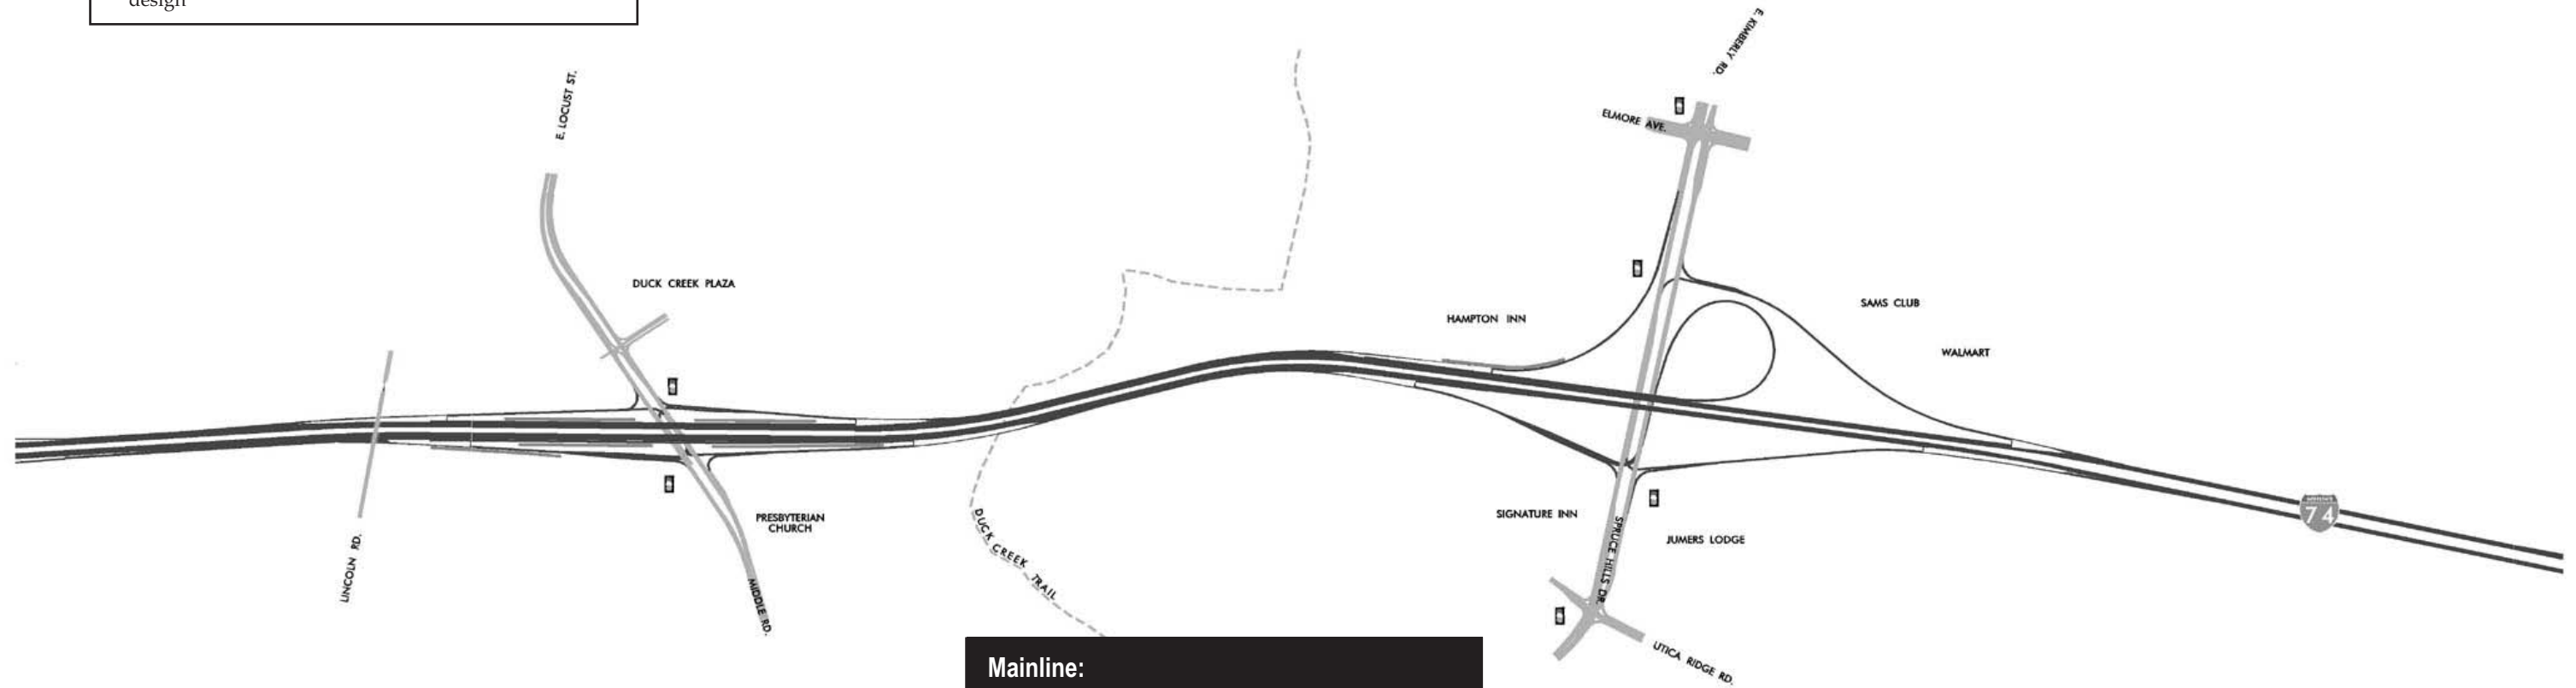 design
E. LOCUST ST.
E. KIMBERLY
RD.
ELMORE AVE.
DUCK CREEK PLAZA
SAMS CLUB
HAMPTON INN
WALMART
74
PRESBYTERIAN
CHURCH
SIGNATURE INN
JUMERS LODGE
SPRUCE HILLS DR.
DUCK CREEK TRAIL
LINCOLN RD.
MIDDLE RD.
UTICA RIDGE RD.
Mainline: